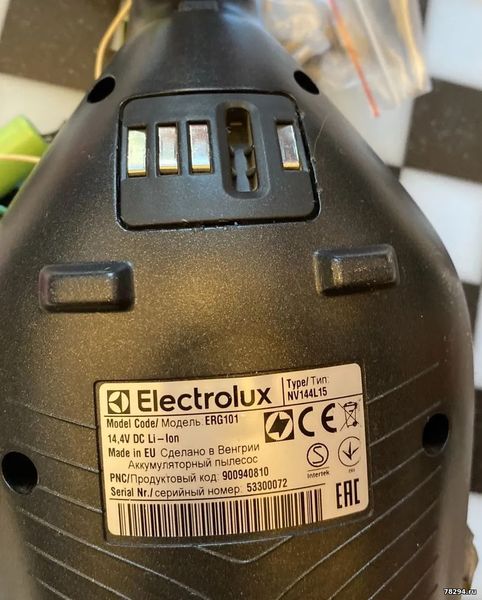 Electrolux
Type/ Тип:
NV144L15
Model Code/ Модель ERG101
14,4V DC Li-Ion
Made in EU Сделано в Венгрии
Аккумуляторный пылесос
PNC/Продуктовый код: 900940810
Serial Nr./ серийный номер: 53300072
CE
S
Intertek
EAC
78294.ru